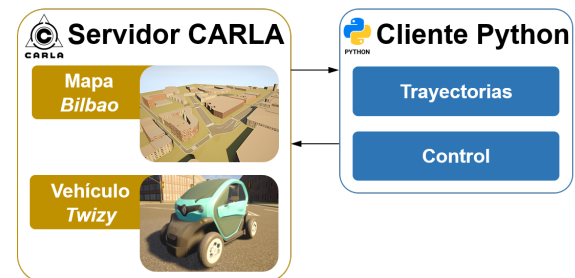 CARLA
Servidor CARLA
Mapa
Bilbao
Vehículo
Twizy
PYTHON
Cliente Python
Trayectorias
Control